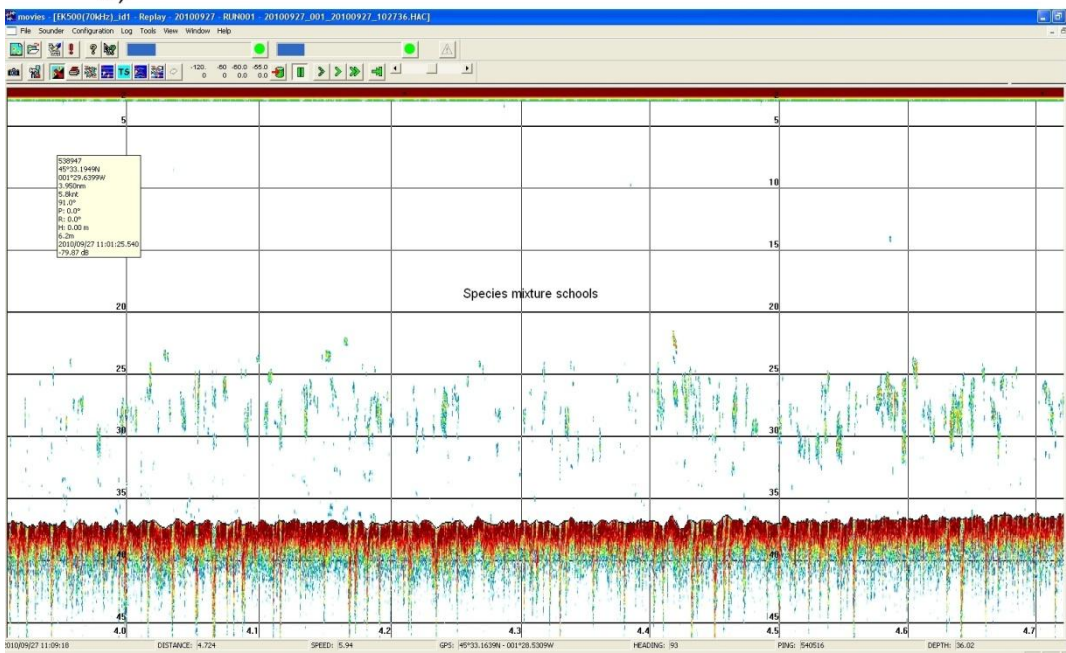 movies - [EK500(70kHz)_id1 - Replay - 20100927 - RUN001 - 20100927_001_20100927_102736.HAC]
File Sounder Configuration Log Tools View Window Help
TS -120. -60 -60.0 -55.0
0 0 0.0 0.0
5 5
538947
45°33.1949N
001°29.6399W
3.950nm
5.8knt
91.0°
P: 0.0°
R: 0.0°
H: 0.00 m
6.2m
2010/09/27 11:01:25.540
-79.87 dB
10
15
Species mixture schools
20 20
25 25
30 30
35 35
40 40
45 45
4.0 4.1 4.2 4.3 4.4 4.5 4.6 4.7
2010/09/27 11:09:18 DISTANCE: 4.724 SPEED: 5.94 GPS: 45°33.1639N - 001°28.5309W HEADING: 93 PING: 540516 DEPTH: 36.02